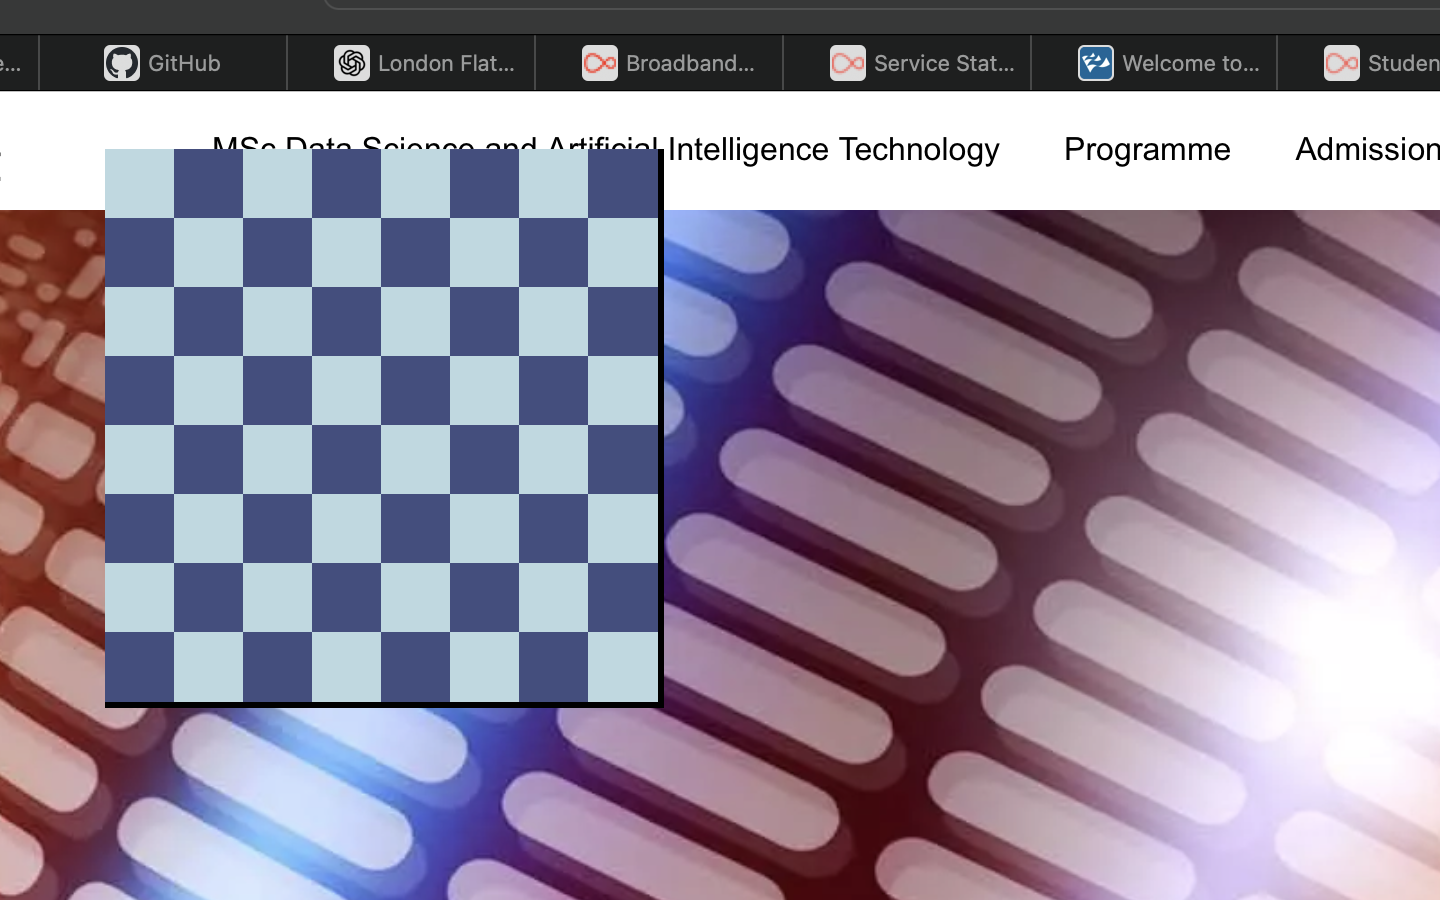 e...
GitHub
London Flat...
Broadband...
Service Stat...
Welcome to...
Studen
MSc Data Science and Artificial Intelligence Technology
Programme
Admission